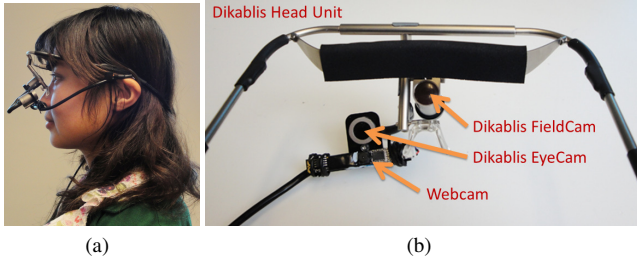 Dikablis Head Unit
Dikablis FieldCam
Dikablis EyeCam
Webcam
(a)
(b)